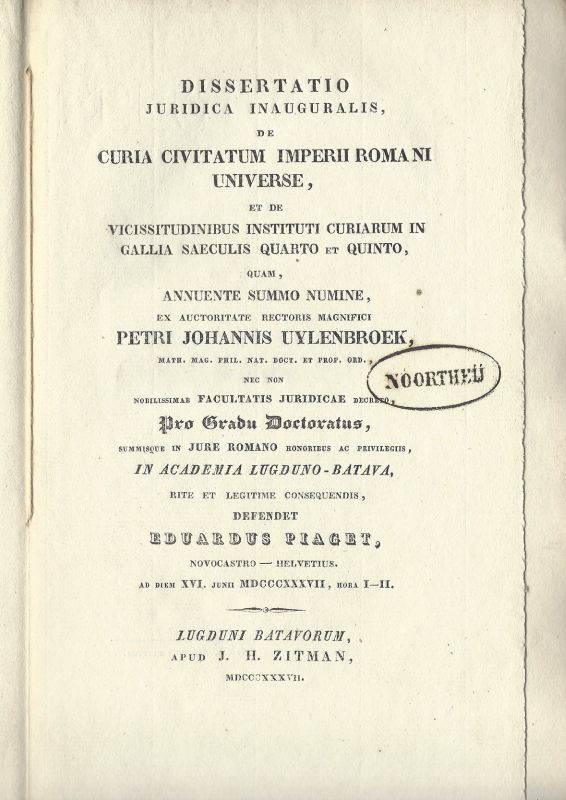 DISSERTATIO
JURIDICA INAUGURALIS,
DE
CURIA CIVITATUM IMPERII ROMANI
UNIVERSE,
ET DE
VICISSITUDINIBUS INSTITUTI CURIARUM IN
GALLIA SAECULIS QUARTO ET QUINTO,
QUAM,
ANNUENTE SUMMO NUMINE,
EX AUCTORITATE RECTORIS MAGNIFICI
PETRI JOHANNIS UYLENBROEK,
MATH. MAG. PHIL. NAT. DOCT. ET PROF. ORD.,
NEC NON
NOBILISSIMAE FACULTATIS JURIDICAE DECRETO,
Pro Gradu Doctoratus,
SUMMISQUE IN JURE ROMANO HONORIBUS AC PRIVILEGIIS,
IN ACADEMIA LUGDUNO-BATAVA,
RITE ET LEGITIME CONSEQUENDIS,
DEFENDET
EDUARDUS PIAGET,
NOVOCASTRO — HELVETIUS.
AD DIEM XVI. JUNII MDCCCXXXVII, HORA I—II.
LUGDUNI BATAVORUM,
APUD J. H. ZITMAN,
MDCCCXXXVII.
NOORTHEIJ